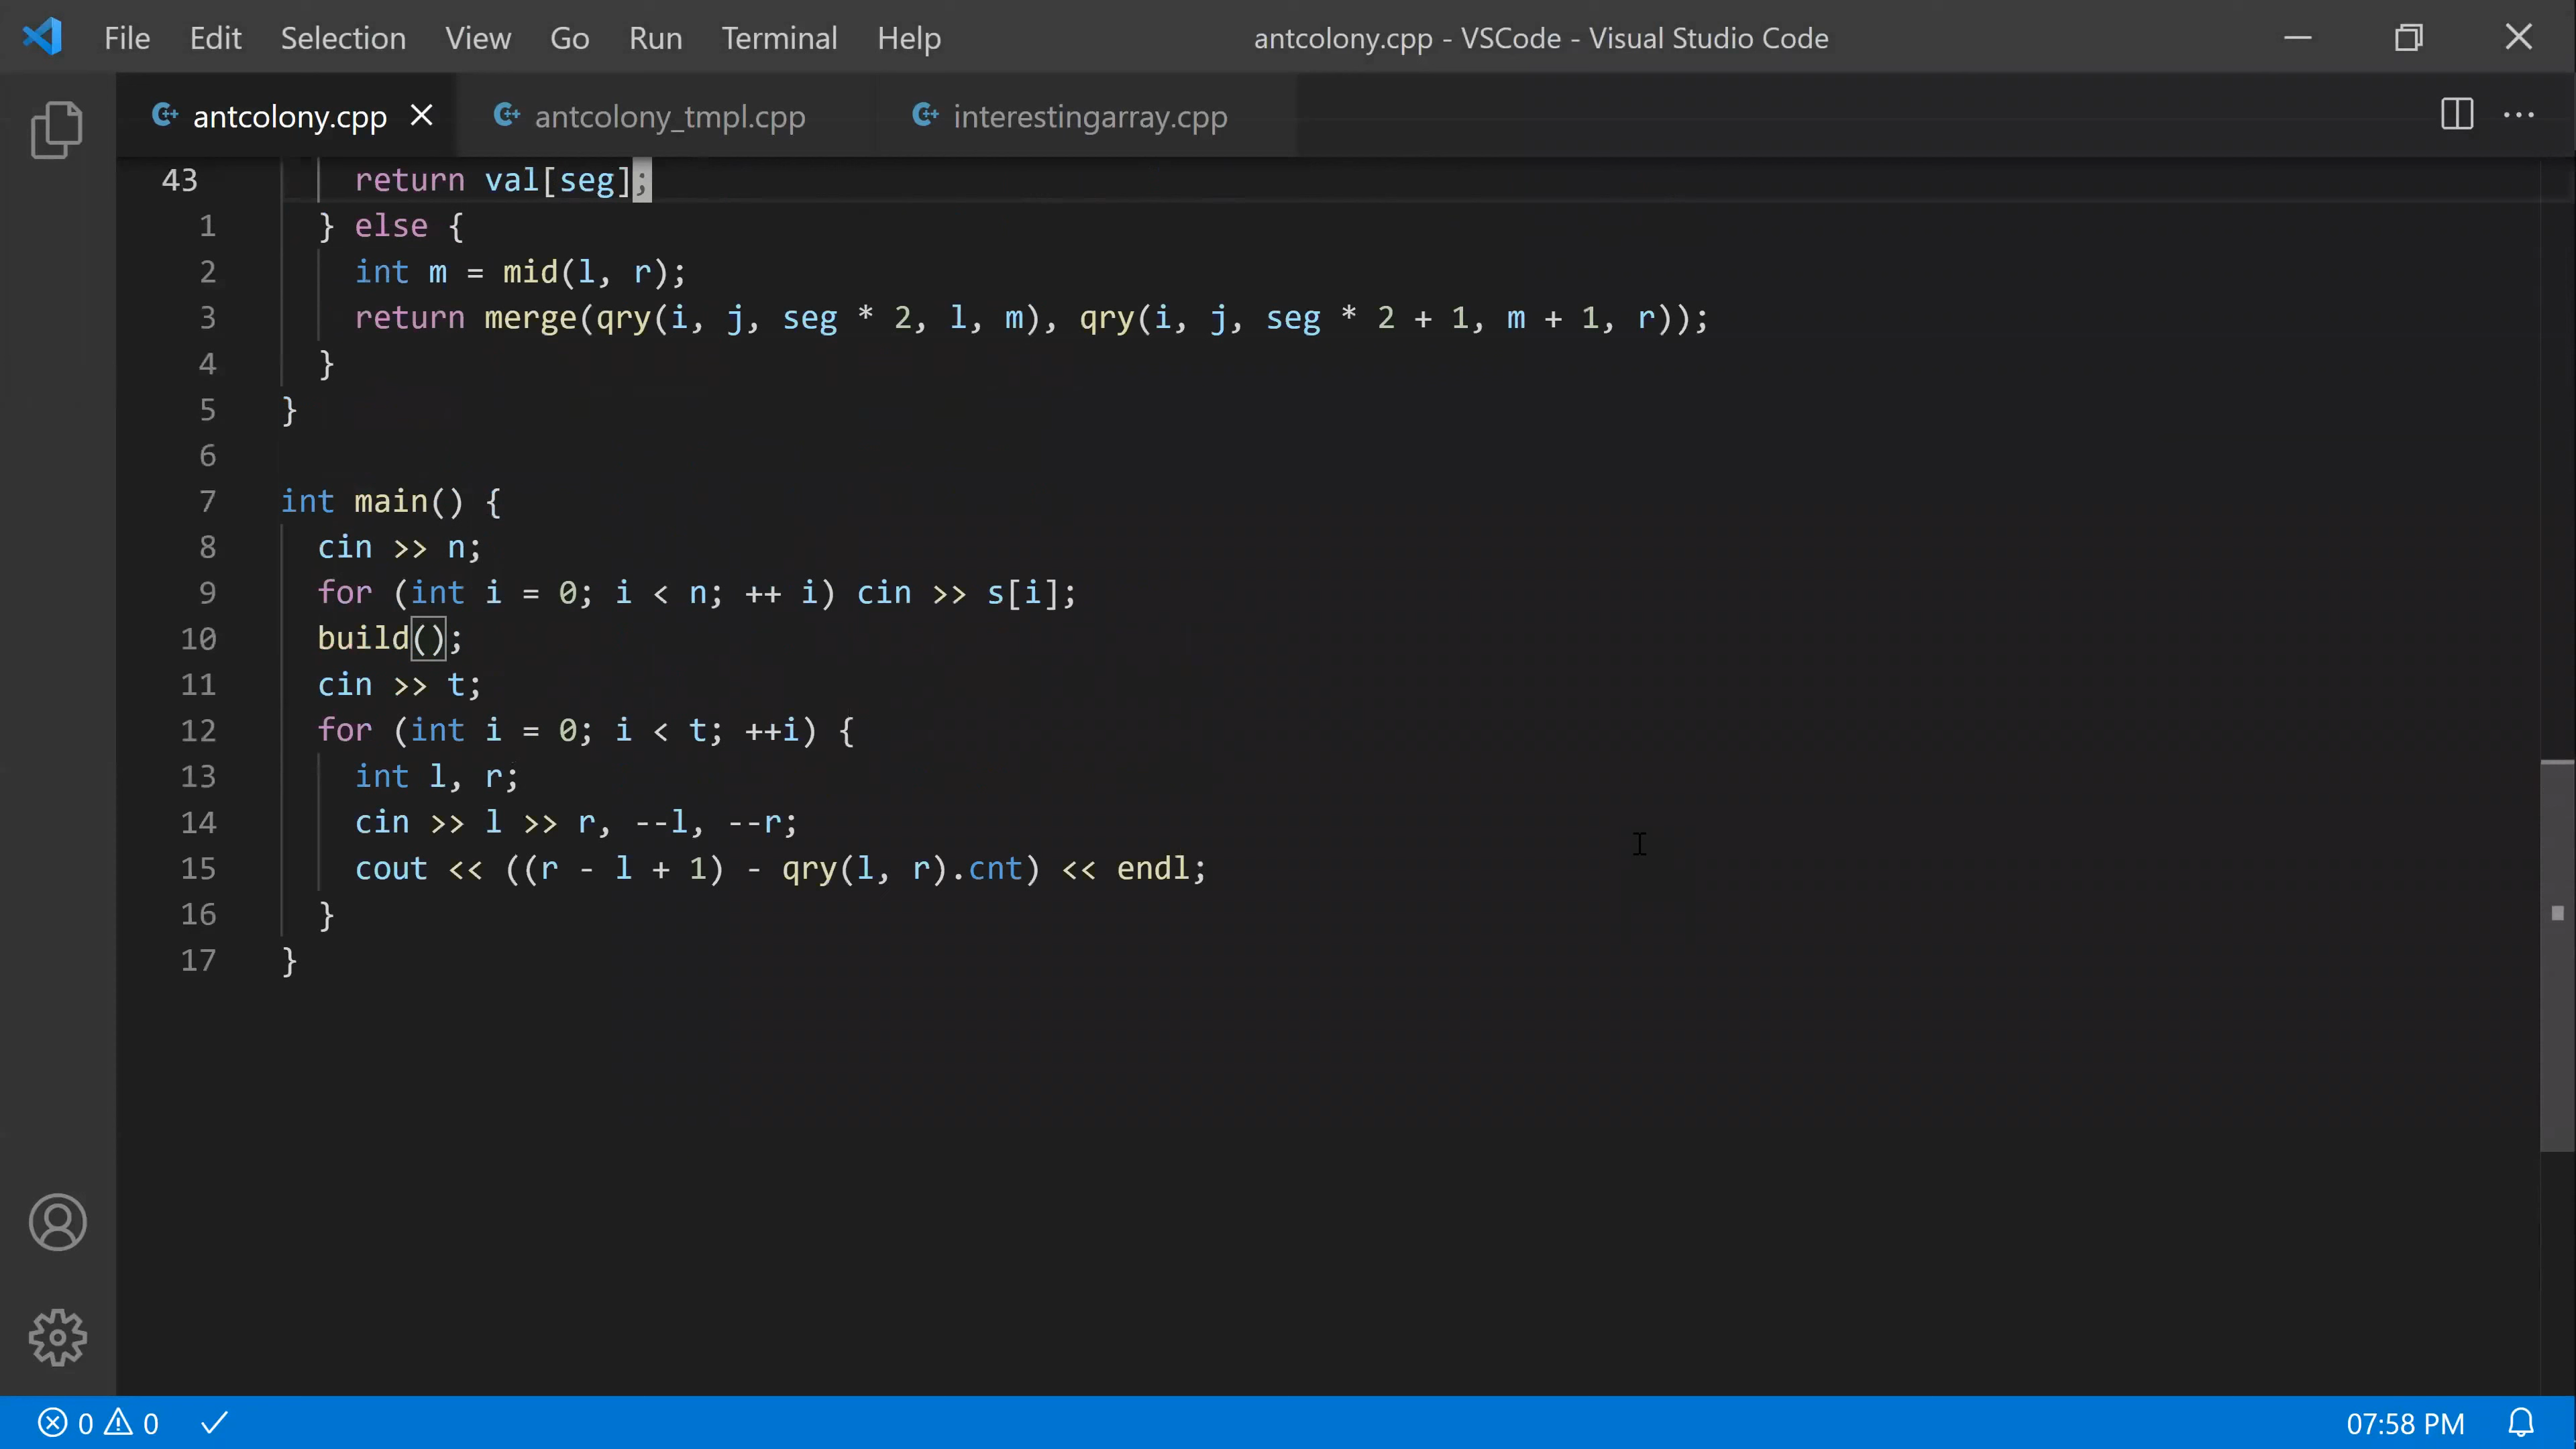 File Edit Selection View Go Run Terminal Help antcolony.cpp - VSCode - Visual Studio Code
antcolony.cpp antcolony_tmpl.cpp interestingarray.cpp
43 return val[seg];
1 } else {
2 int m = mid(l, r);
3 return merge(qry(i, j, seg * 2, l, m), qry(i, j, seg * 2 + 1, m + 1, r));
4 }
5 }
6
7 int main() {
8 cin >> n;
9 for (int i = 0; i < n; ++ i) cin >> s[i];
10 build();
11 cin >> t;
12 for (int i = 0; i < t; ++i) {
13 int l, r;
14 cin >> l >> r, --l, --r;
15 cout << ((r - l + 1) - qry(l, r).cnt) << endl;
16 }
17 }
0 0 07:58 PM